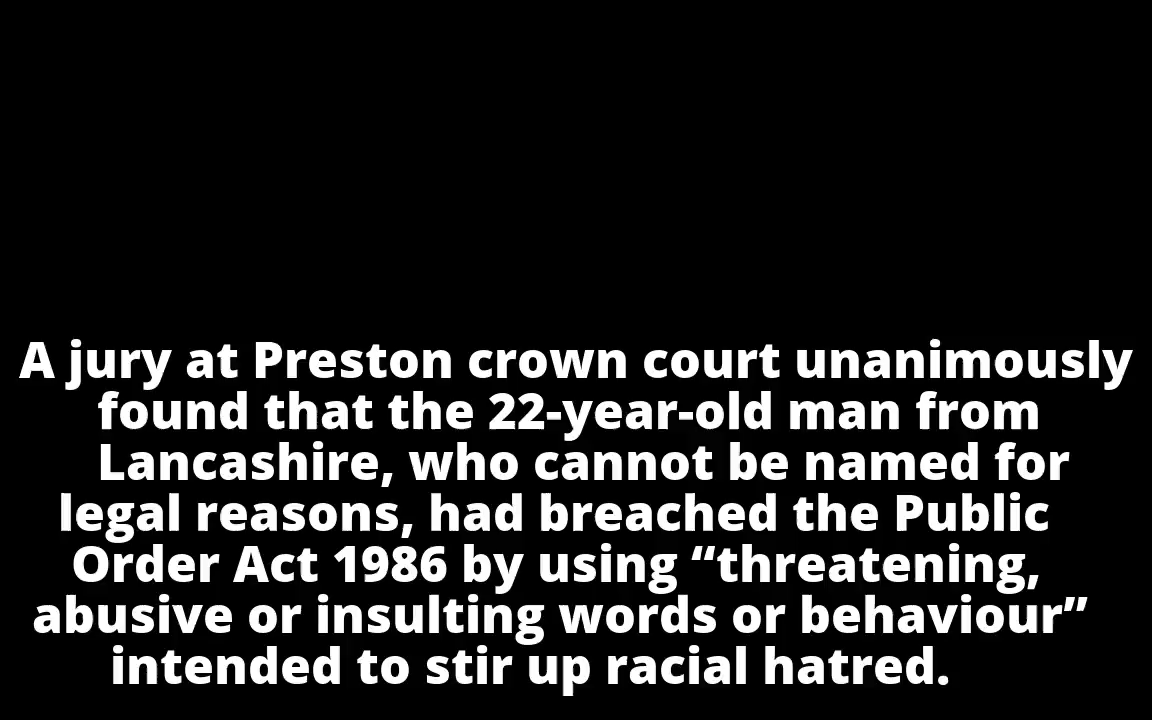 A jury at Preston crown court unanimously
found that the 22-year-old man from
Lancashire, who cannot be named for
legal reasons, had breached the Public
Order Act 1986 by using “threatening,
abusive or insulting words or behaviour”
intended to stir up racial hatred.